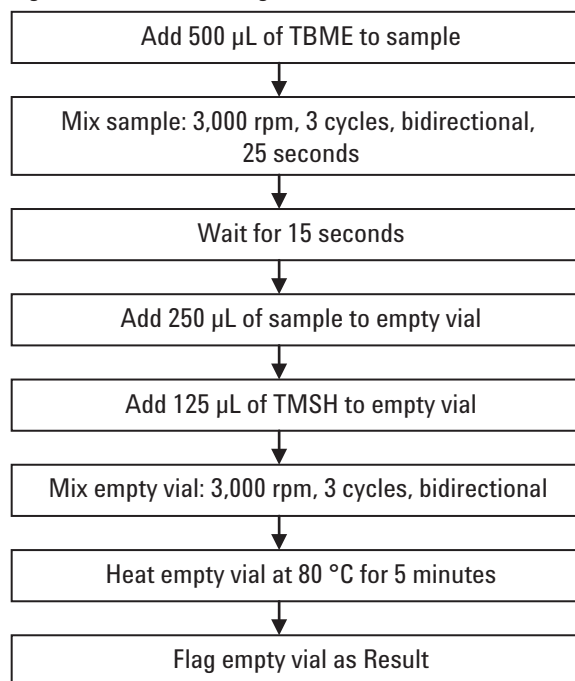 Add 500 µL of TBME to sample
Mix sample: 3,000 rpm, 3 cycles, bidirectional,
25 seconds
Wait for 15 seconds
Add 250 µL of sample to empty vial
Add 125 µL of TMSH to empty vial
Mix empty vial: 3,000 rpm, 3 cycles, bidirectional
Heat empty vial at 80 °C for 5 minutes
Flag empty vial as Result